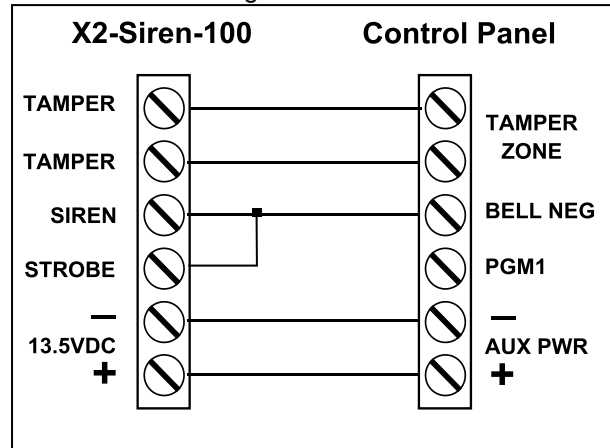 X2-Siren-100
Control Panel
TAMPER
TAMPER
SIREN
STROBE
−
13.5VDC
+
TAMPER
ZONE
BELL NEG
PGM1
−
AUX PWR
+